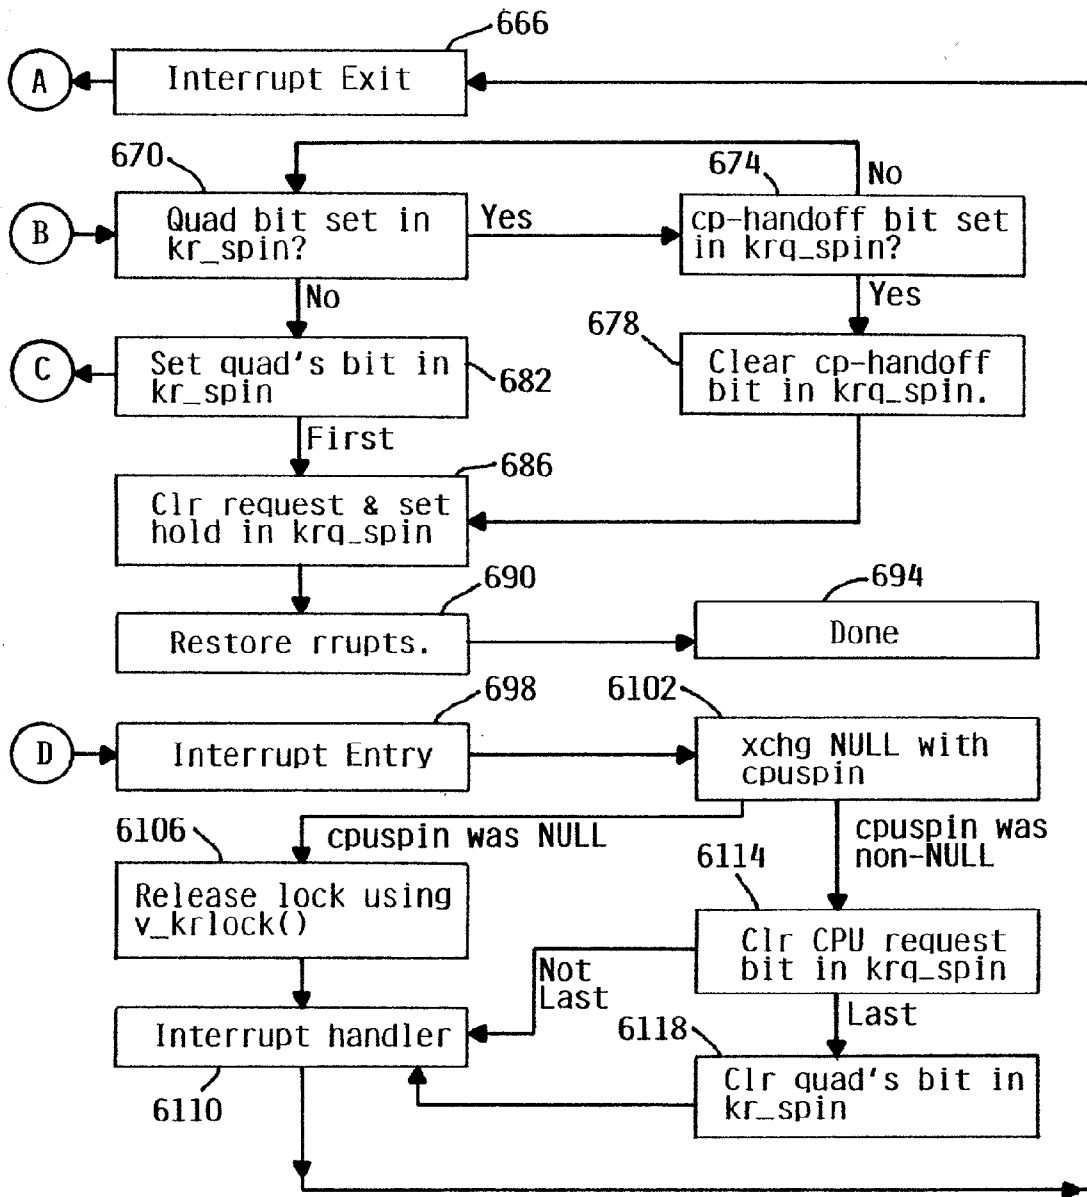 666
A
Interrupt Exit
670
674
No
B
Quad bit set in
kr_spin?
Yes
cp-handoff bit set
in krq_spin?
No
Yes
678
C
Set quad's bit in
kr_spin
682
Clear cp-handoff
bit in krq_spin.
First
686
Clr request & set
hold in krq_spin
690
694
Restore rrupts.
Done
698
6102
D
Interrupt Entry
xchg NULL with
cpuspin
6106
cpuspin was NULL
cpuspin was
non-NULL
6114
Release lock using
v_krlock()
Clr CPU request
bit in krq_spin
Not
Last
Last
Interrupt handler
6118
6110
Clr quad's bit in
kr_spin